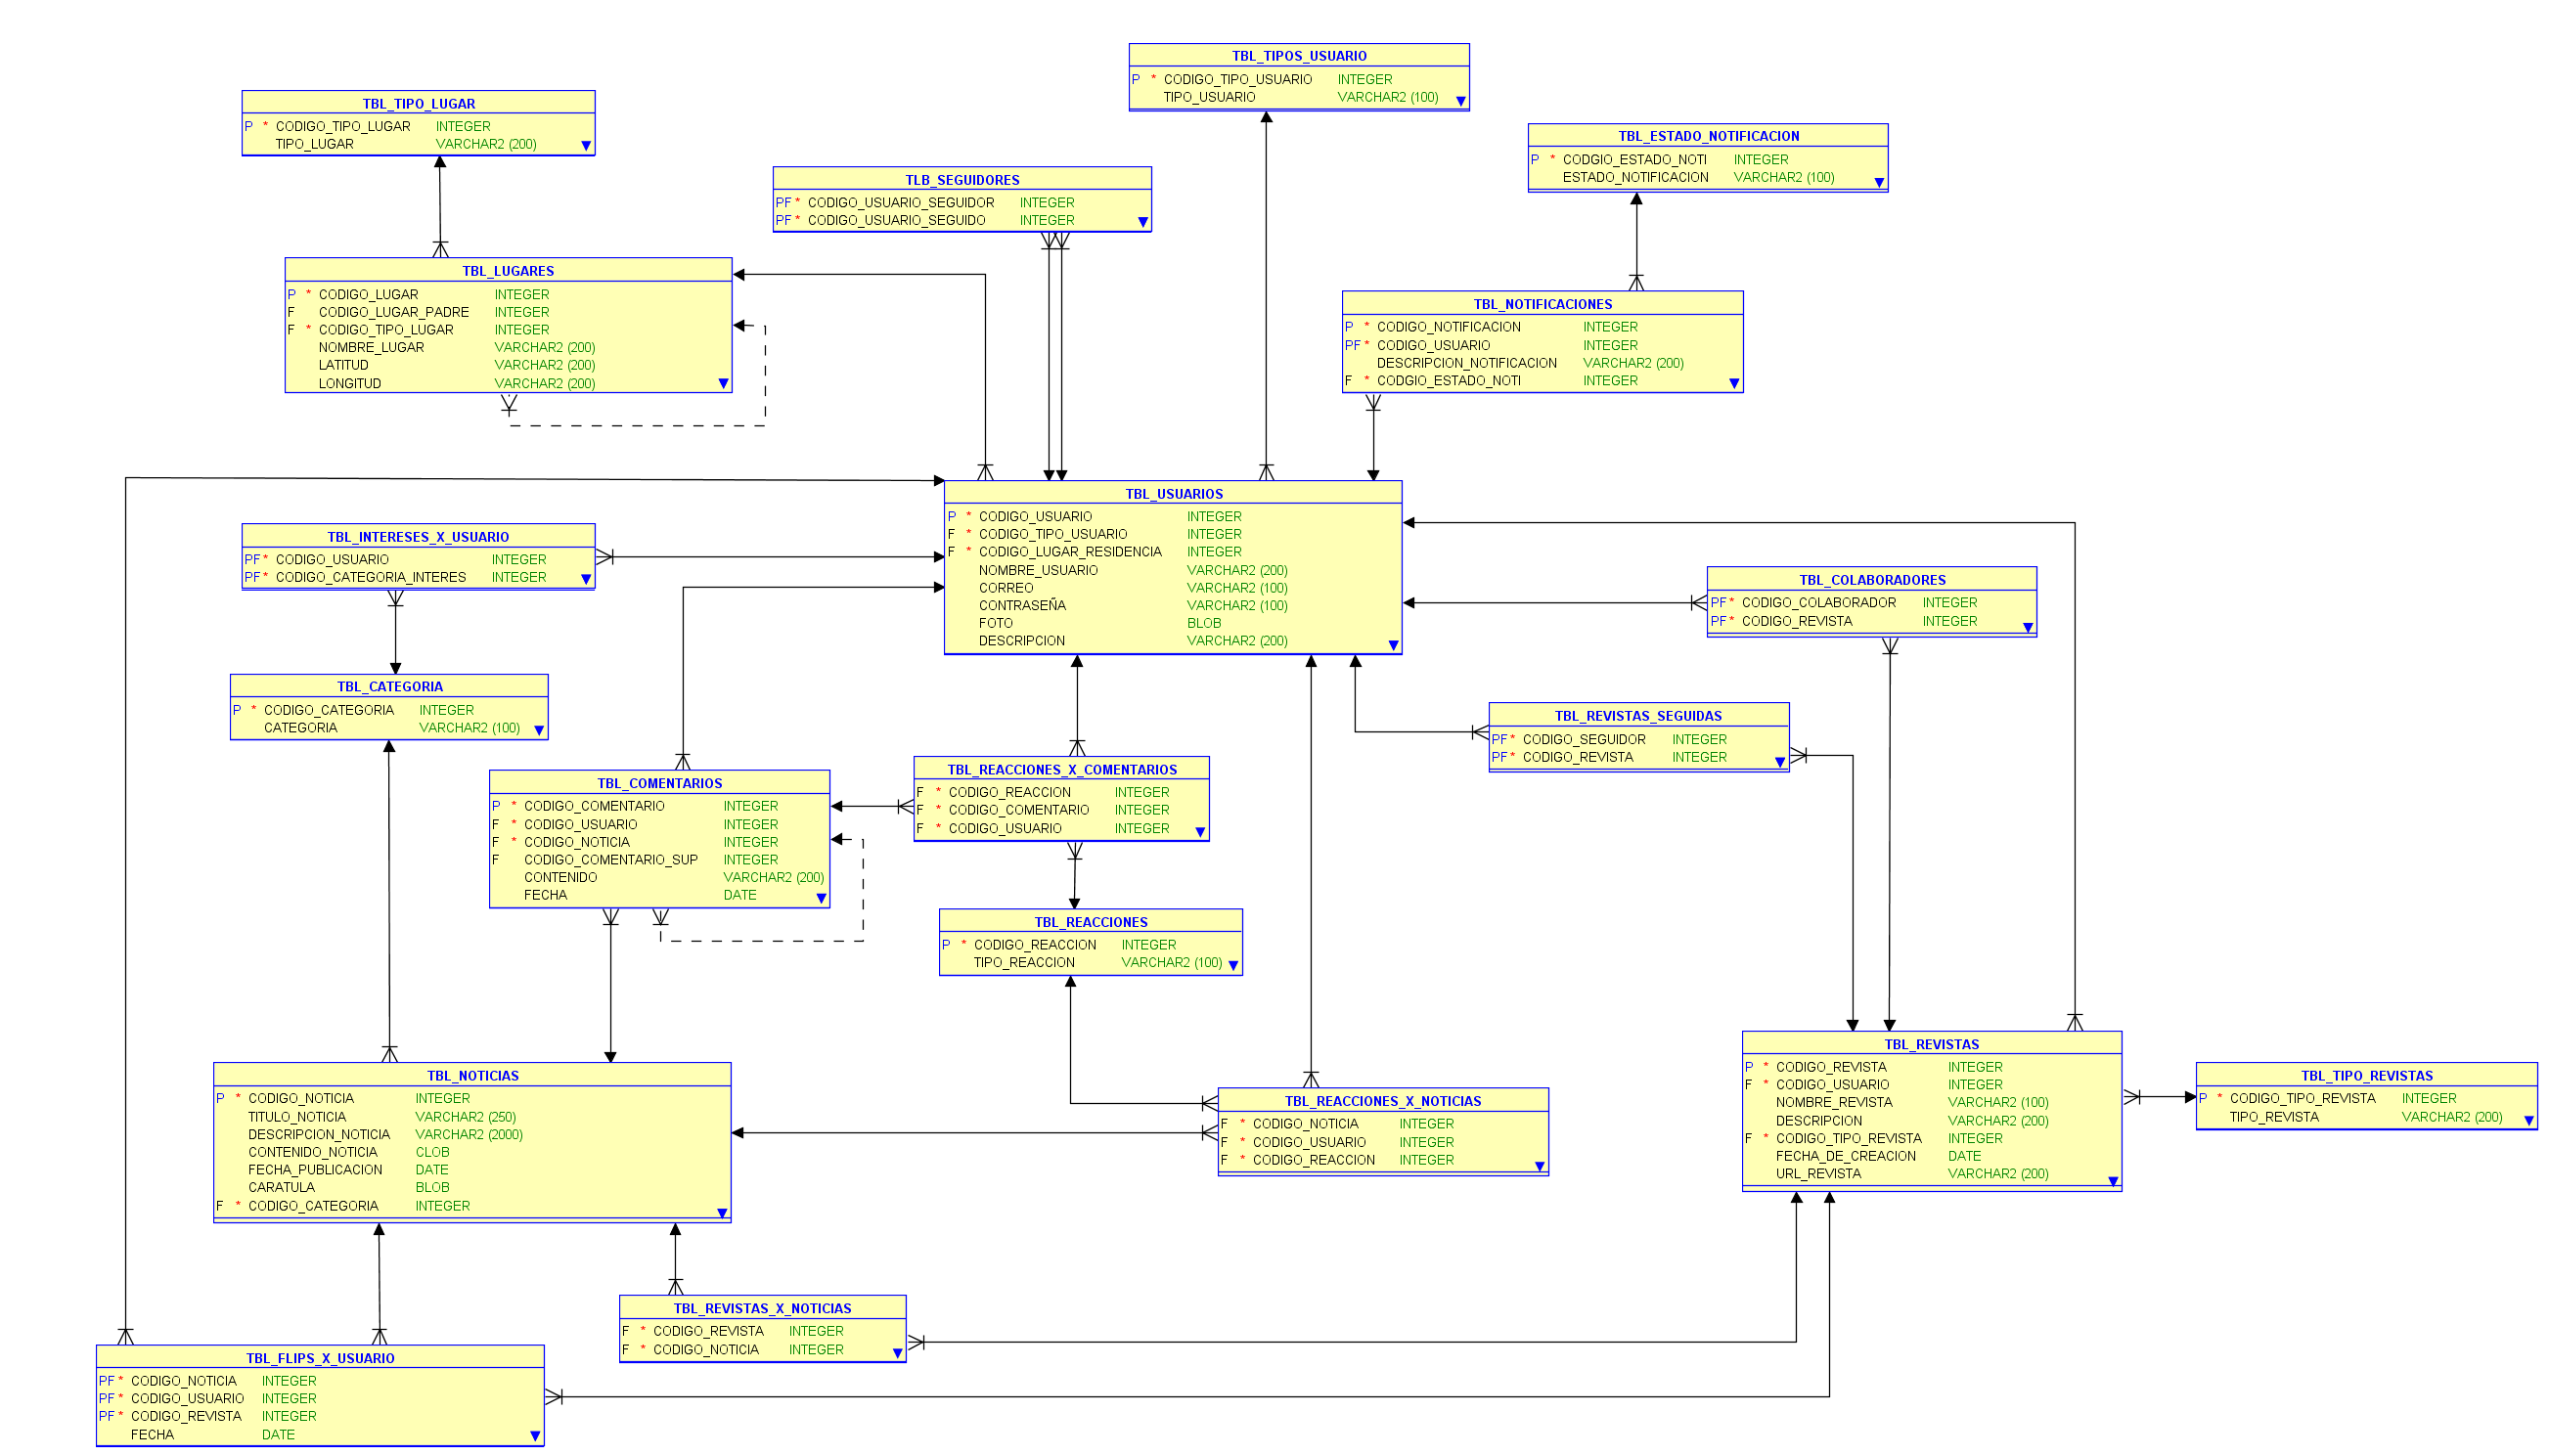 TBL_TIPOS_USUARIO
P * CODIGO_TIPO_USUARIO INTEGER
TIPO_USUARIO VARCHAR2 (100)
TBL_TIPO_LUGAR
P * CODIGO_TIPO_LUGAR INTEGER
TIPO_LUGAR VARCHAR2 (200)
TBL_ESTADO_NOTIFICACION
P * CODGIO_ESTADO_NOTI INTEGER
ESTADO_NOTIFICACION VARCHAR2 (100)
TLB_SEGUIDORES
PF * CODIGO_USUARIO_SEGUIDOR INTEGER
PF * CODIGO_USUARIO_SEGUIDO INTEGER
TBL_LUGARES
P * CODIGO_LUGAR INTEGER
F CODIGO_LUGAR_PADRE INTEGER
F * CODIGO_TIPO_LUGAR INTEGER
NOMBRE_LUGAR VARCHAR2 (200)
LATITUD VARCHAR2 (200)
LONGITUD VARCHAR2 (200)
TBL_NOTIFICACIONES
P * CODIGO_NOTIFICACION INTEGER
PF * CODIGO_USUARIO INTEGER
DESCRIPCION_NOTIFICACION VARCHAR2 (200)
F * CODGIO_ESTADO_NOTI INTEGER
TBL_USUARIOS
P * CODIGO_USUARIO INTEGER
F * CODIGO_TIPO_USUARIO INTEGER
F * CODIGO_LUGAR_RESIDENCIA INTEGER
NOMBRE_USUARIO VARCHAR2 (200)
CORREO VARCHAR2 (100)
CONTRASEÑA VARCHAR2 (100)
FOTO BLOB
DESCRIPCION VARCHAR2 (200)
TBL_INTERESES_X_USUARIO
PF * CODIGO_USUARIO INTEGER
PF * CODIGO_CATEGORIA_INTERES INTEGER
TBL_COLABORADORES
PF * CODIGO_COLABORADOR INTEGER
PF * CODIGO_REVISTA INTEGER
TBL_CATEGORIA
P * CODIGO_CATEGORIA INTEGER
CATEGORIA VARCHAR2 (100)
TBL_REVISTAS_SEGUIDAS
PF * CODIGO_SEGUIDOR INTEGER
PF * CODIGO_REVISTA INTEGER
TBL_COMENTARIOS
P * CODIGO_COMENTARIO INTEGER
F * CODIGO_USUARIO INTEGER
F * CODIGO_NOTICIA INTEGER
F CODIGO_COMENTARIO_SUP INTEGER
CONTENIDO VARCHAR2 (200)
FECHA DATE
TBL_REACCIONES_X_COMENTARIOS
F * CODIGO_REACCION INTEGER
F * CODIGO_COMENTARIO INTEGER
F * CODIGO_USUARIO INTEGER
TBL_REACCIONES
P * CODIGO_REACCION INTEGER
TIPO_REACCION VARCHAR2 (100)
TBL_NOTICIAS
P * CODIGO_NOTICIA INTEGER
TITULO_NOTICIA VARCHAR2 (250)
DESCRIPCION_NOTICIA VARCHAR2 (2000)
CONTENIDO_NOTICIA CLOB
FECHA_PUBLICACION DATE
CARATULA BLOB
F * CODIGO_CATEGORIA INTEGER
TBL_REACCIONES_X_NOTICIAS
F * CODIGO_NOTICIA INTEGER
F * CODIGO_USUARIO INTEGER
F * CODIGO_REACCION INTEGER
TBL_REVISTAS
P * CODIGO_REVISTA INTEGER
F * CODIGO_USUARIO INTEGER
NOMBRE_REVISTA VARCHAR2 (100)
DESCRIPCION VARCHAR2 (200)
F * CODIGO_TIPO_REVISTA INTEGER
FECHA_DE_CREACION DATE
URL_REVISTA VARCHAR2 (200)
TBL_TIPO_REVISTAS
P * CODIGO_TIPO_REVISTA INTEGER
TIPO_REVISTA VARCHAR2 (200)
TBL_REVISTAS_X_NOTICIAS
F * CODIGO_REVISTA INTEGER
F * CODIGO_NOTICIA INTEGER
TBL_FLIPS_X_USUARIO
PF * CODIGO_NOTICIA INTEGER
PF * CODIGO_USUARIO INTEGER
PF * CODIGO_REVISTA INTEGER
FECHA DATE